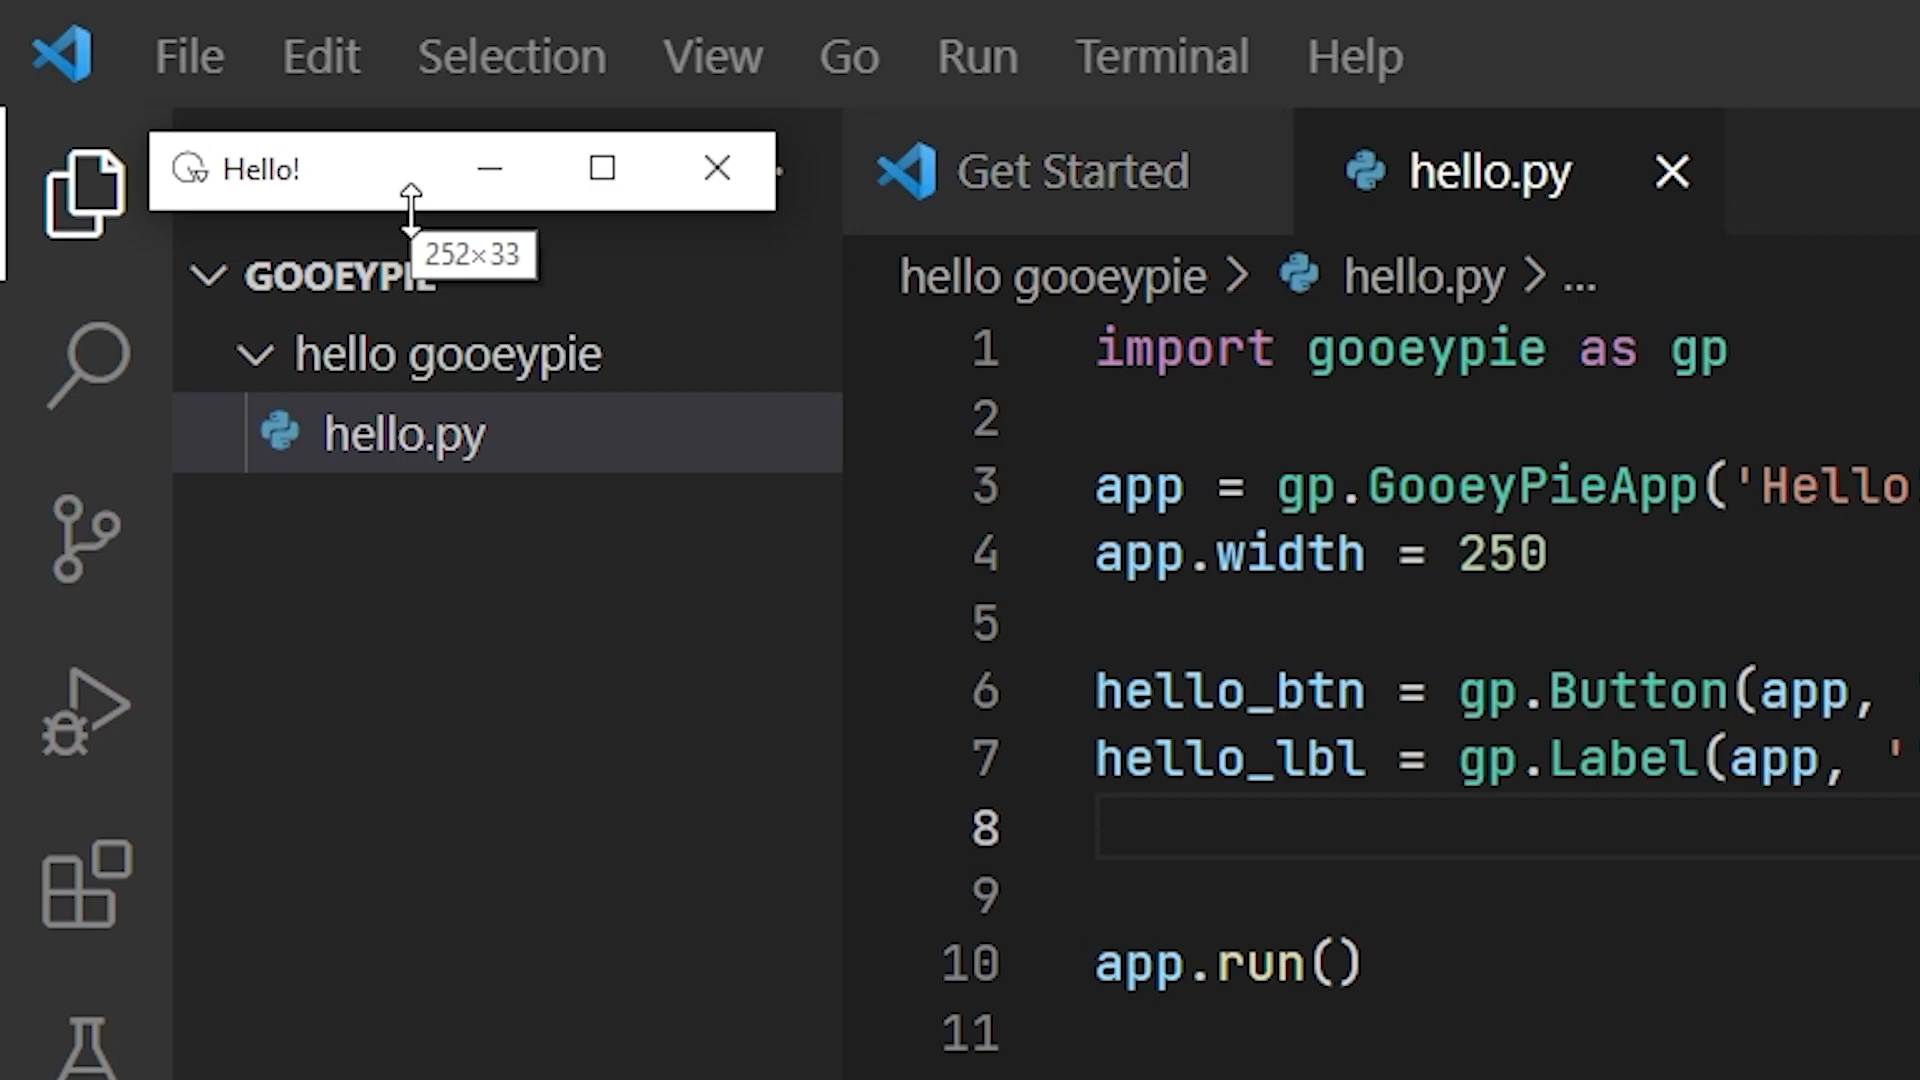 File Edit Selection View Go Run Terminal Help
Hello!
252×33
GOOEYPIE
hello gooeypie
hello.py
Get Started hello.py
hello gooeypie > hello.py > ...
1 import gooeypie as gp
2
3 app = gp.GooeyPieApp('Hello
4 app.width = 250
5
6 hello_btn = gp.Button(app,
7 hello_lbl = gp.Label(app, '
8
9
10 app.run()
11